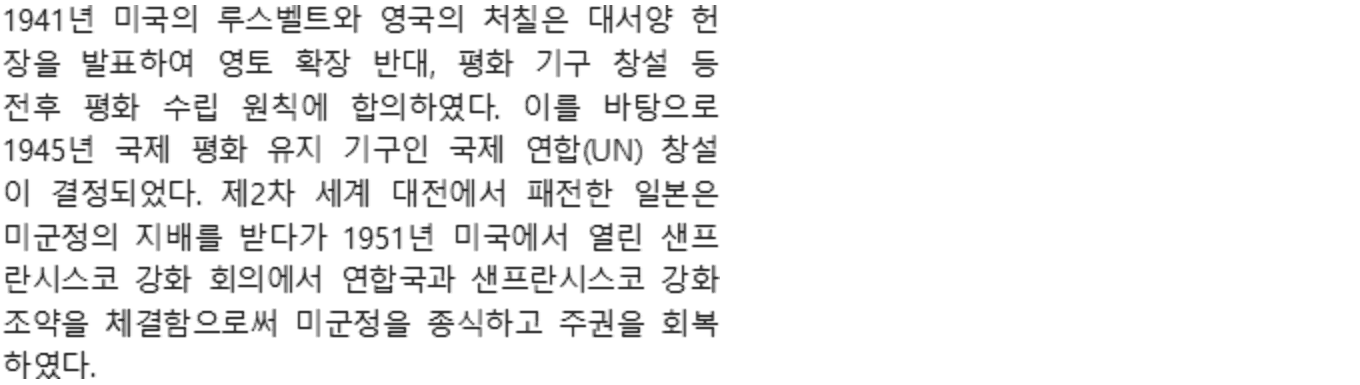 1941년 미국의 루스벨트와 영국의 처칠은 대서양 헌
장을 발표하여 영토 확장 반대, 평화 기구 창설 등
전후 평화 수립 원칙에 합의하였다. 이를 바탕으로
1945년 국제 평화 유지 기구인 국제 연합(UN) 창설
이 결정되었다. 제2차 세계 대전에서 패전한 일본은
미군정의 지배를 받다가 1951년 미국에서 열린 샌프
란시스코 강화 회의에서 연합국과 샌프란시스코 강화
조약을 체결함으로써 미군정을 종식하고 주권을 회복
하였다.